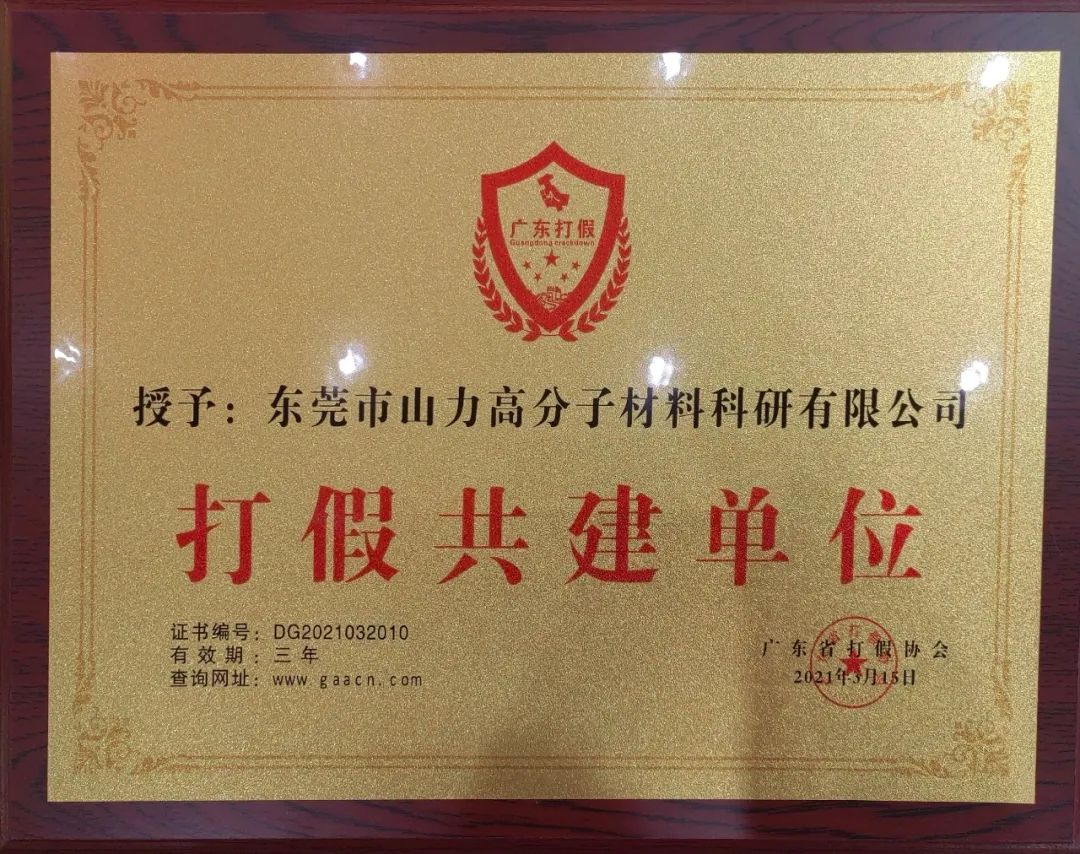 广东打假
Guangdong crackdown
授予：东莞市山力高分子材料科研有限公司
打假共建单位
证书编号：DG2021032010
有效期：三年
查询网址：www.gaacn.com
广东省打假协会
2021年3月15日